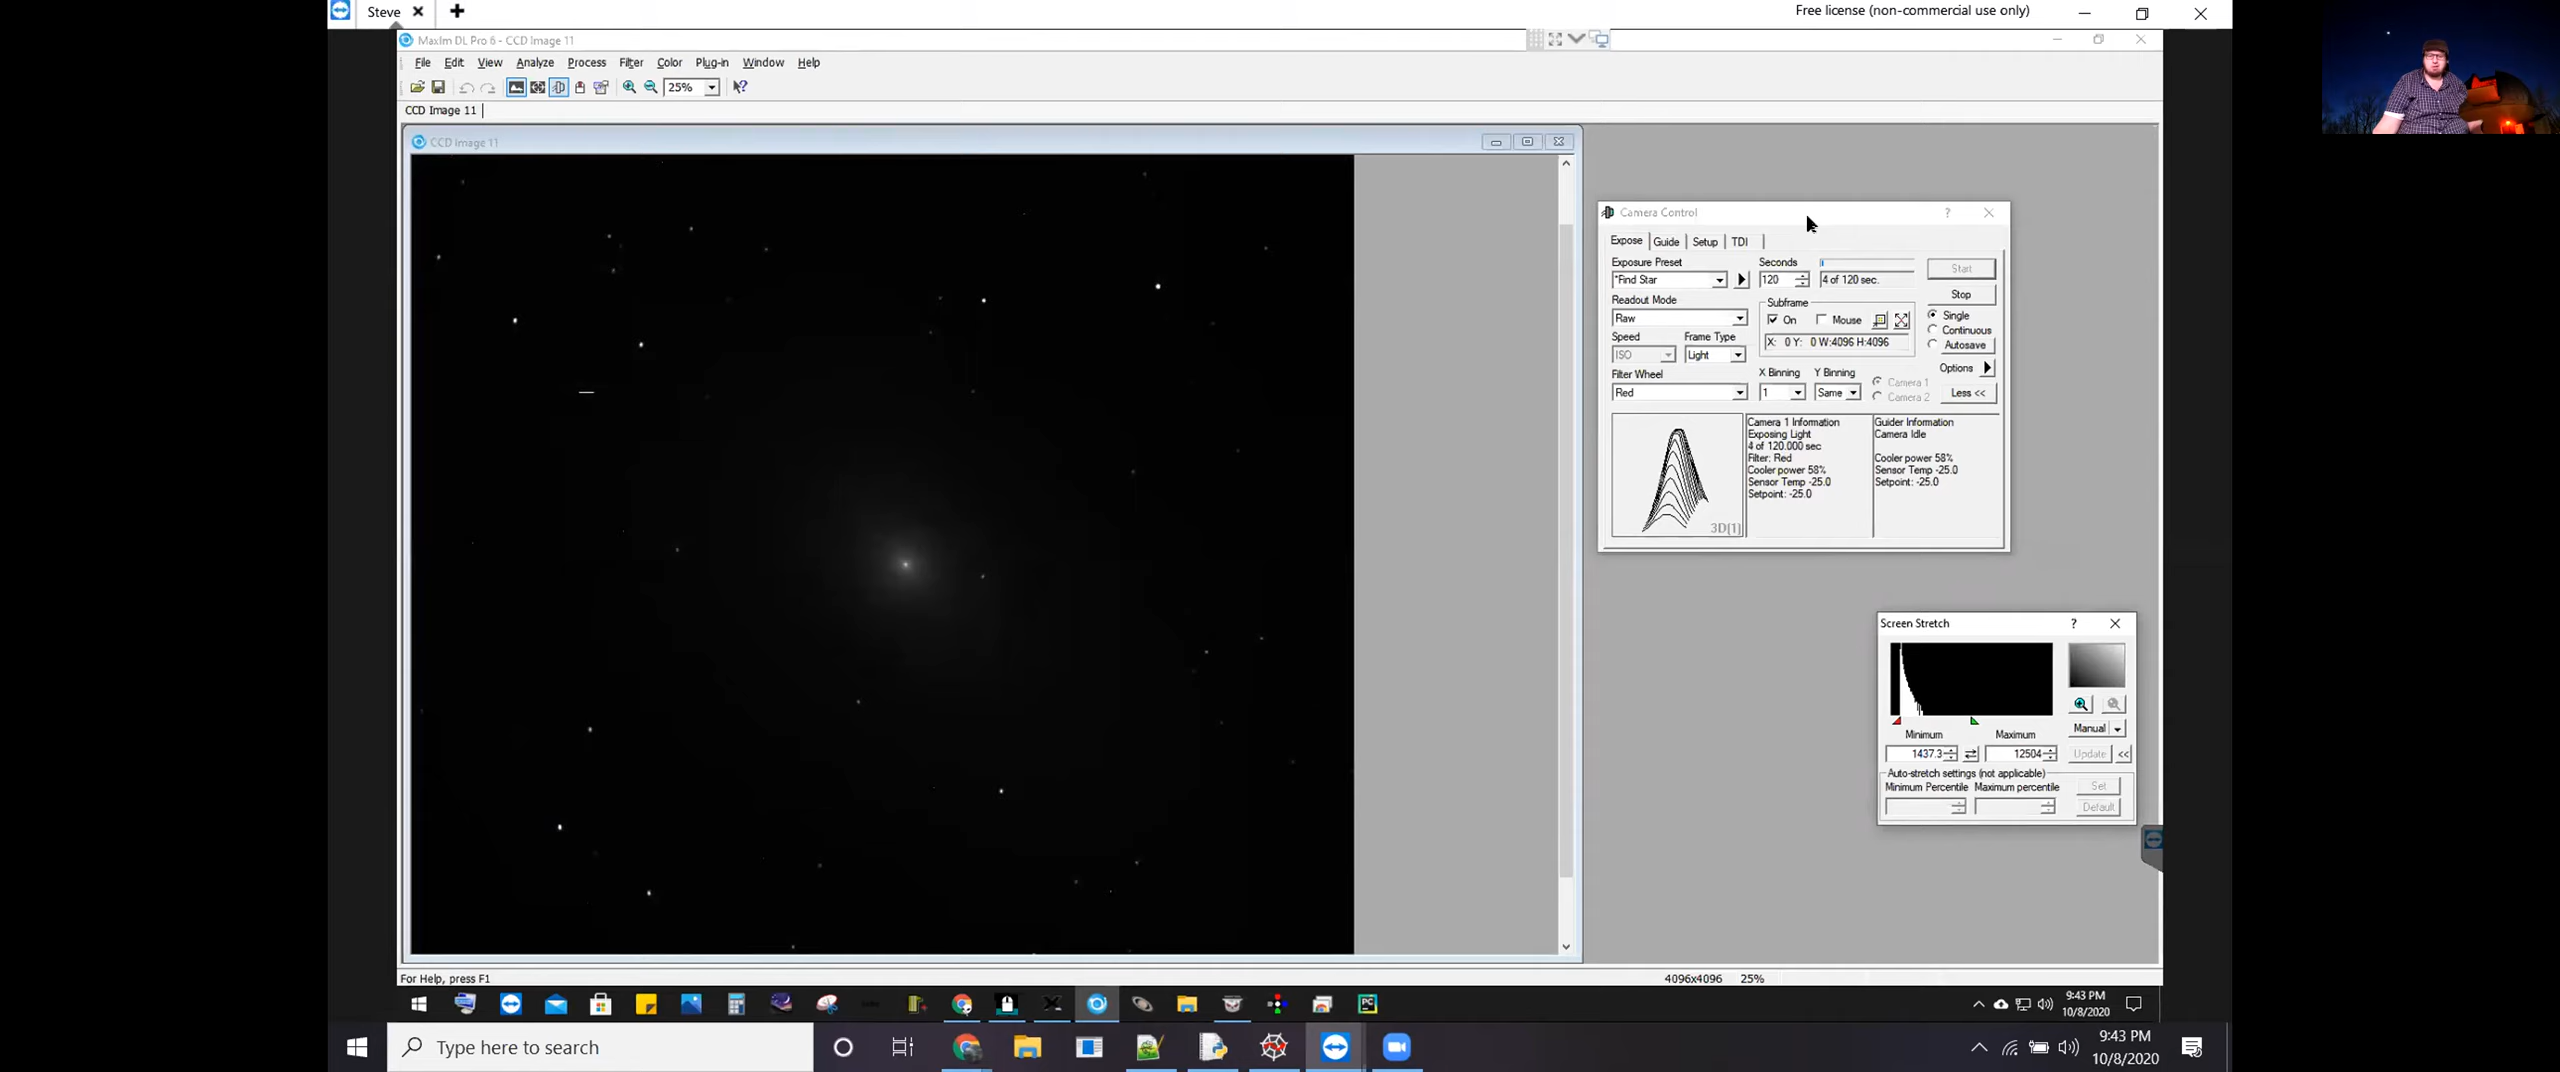 Steve
Free license (non-commercial use only)
MaxIm DL Pro 6 - CCD Image 11
File Edit View Analyze Process Filter Color Plug-in Window Help
25%
CCD Image 11
CCD Image 11
Camera Control
Expose Guide Setup TDI
Exposure Preset Seconds
*Find Star 120 4 of 120 sec. Start
Readout Mode Subframe Stop
Raw On Mouse Single
Speed Frame Type X: 0 Y: 0 W:4096 H:4096 Continuous
ISO Light Autosave
Filter Wheel X Binning Y Binning Options
Red 1 Same Camera 1
Camera 2 Less <<
Camera 1 Information
Exposing Light
4 of 120.000 sec
Filter: Red
Cooler power 58%
Sensor Temp -25.0
Setpoint: -25.0
Guider Information
Camera Idle
Cooler power 58%
Sensor Temp -25.0
Setpoint: -25.0
3D[1]
Screen Stretch
Manual
Minimum Maximum
1437.3 12504 Update <<
Auto-stretch settings (not applicable)
Minimum Percentile Maximum percentile Set
Default
For Help, press F1 4096x4096 25%
9:43 PM
10/8/2020
Type here to search
9:43 PM
10/8/2020